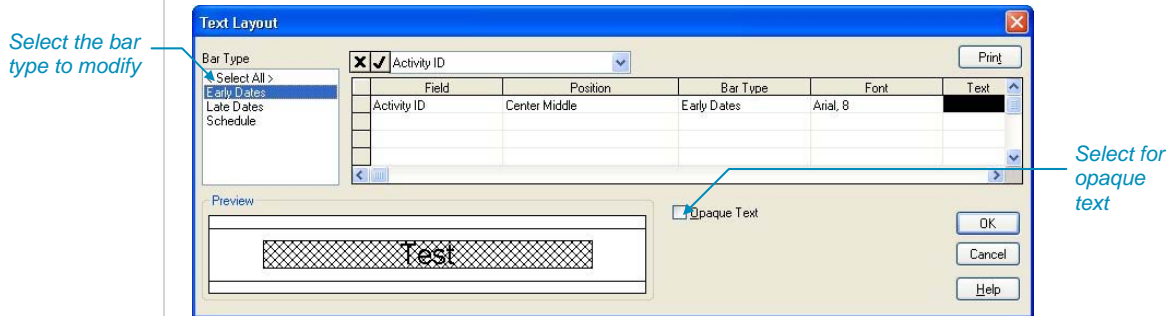 Text Layout
Select the bar
type to modify
Bar Type
< Select All >
Early Dates
Late Dates
Schedule
Activity ID
Print
Field Position Bar Type Font Text
Activity ID Center Middle Early Dates Arial, 8
Select for
opaque
text
Preview
Test
Opaque Text
OK
Cancel
Help